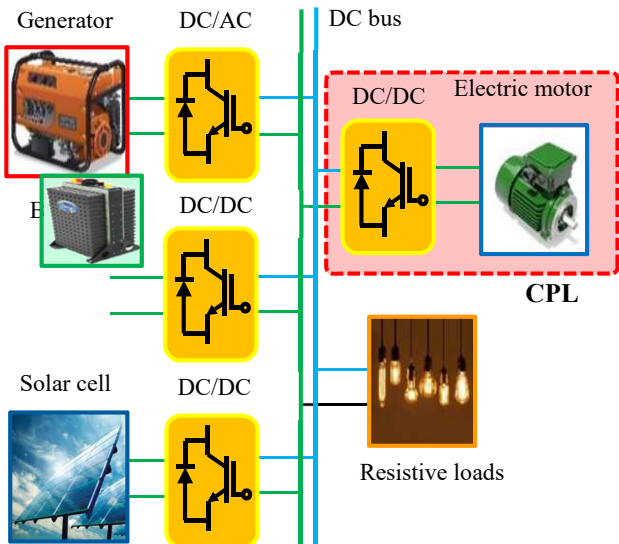 Generator
DC/AC
DC bus
DC/DC
Electric motor
DC/DC
CPL
Solar cell
DC/DC
Resistive loads